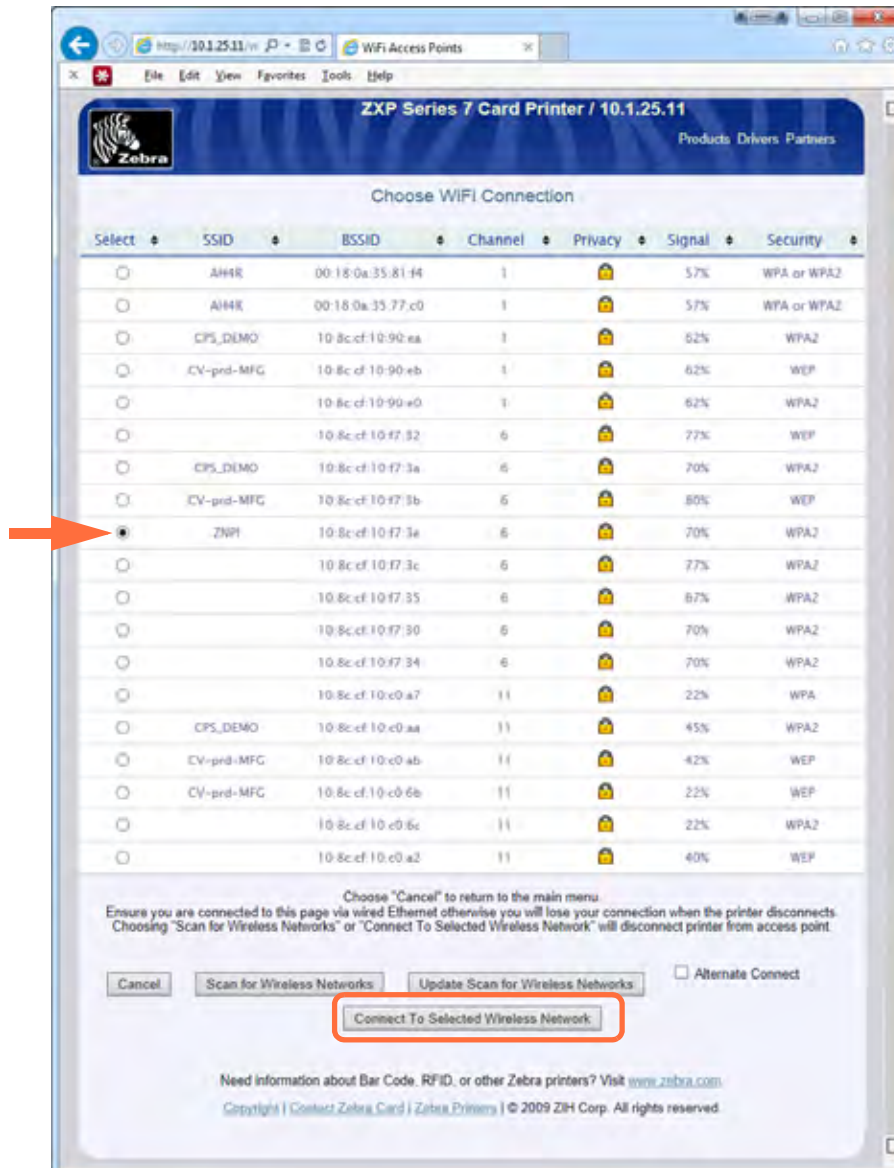 http://10.1.25.11/w
WiFi Access Points
File Edit View Favorites Tools Help
ZXP Series 7 Card Printer / 10.1.25.11
Zebra
Products Drivers Partners
Choose WiFi Connection
Select SSID BSSID Channel Privacy Signal Security
AH4R 00:18:0a:35:81:f4 1 57% WPA or WPA2
AH4R 00:18:0a:35:77:c0 1 57% WPA or WPA2
CPS_DEMO 10:8c:cf:10:90:ea 1 62% WPA2
CV-prd-MFG 10:8c:cf:10:90:eb 1 62% WEP
10:8c:cf:10:90:e0 1 62% WPA2
10:8c:cf:10:f7:32 6 77% WEP
CPS_DEMO 10:8c:cf:10:f7:3a 6 70% WPA2
CV-prd-MFG 10:8c:cf:10:f7:3b 6 80% WEP
ZNPI 10:8c:cf:10:f7:3e 6 70% WPA2
10:8c:cf:10:f7:3c 6 77% WPA2
10:8c:cf:10:f7:35 6 67% WPA2
10:8c:cf:10:f7:30 6 70% WPA2
10:8c:cf:10:f7:34 6 70% WPA2
10:8c:cf:10:c0:a7 11 22% WPA
CPS_DEMO 10:8c:cf:10:c0:aa 11 45% WPA2
CV-prd-MFG 10:8c:cf:10:c0:ab 11 42% WEP
CV-prd-MFG 10:8c:cf:10:c0:6b 11 22% WEP
10:8c:cf:10:c0:6c 11 22% WPA2
10:8c:cf:10:c0:a2 11 40% WEP
Choose "Cancel" to return to the main menu.
Ensure you are connected to this page via wired Ethernet otherwise you will lose your connection when the printer disconnects.
Choosing "Scan for Wireless Networks" or "Connect To Selected Wireless Network" will disconnect printer from access point.
Cancel Scan for Wireless Networks Update Scan for Wireless Networks Alternate Connect
Connect To Selected Wireless Network
Need information about Bar Code, RFID, or other Zebra printers? Visit www.zebra.com
Copyright | Contact Zebra Card | Zebra Printers | © 2009 ZIH Corp. All rights reserved.